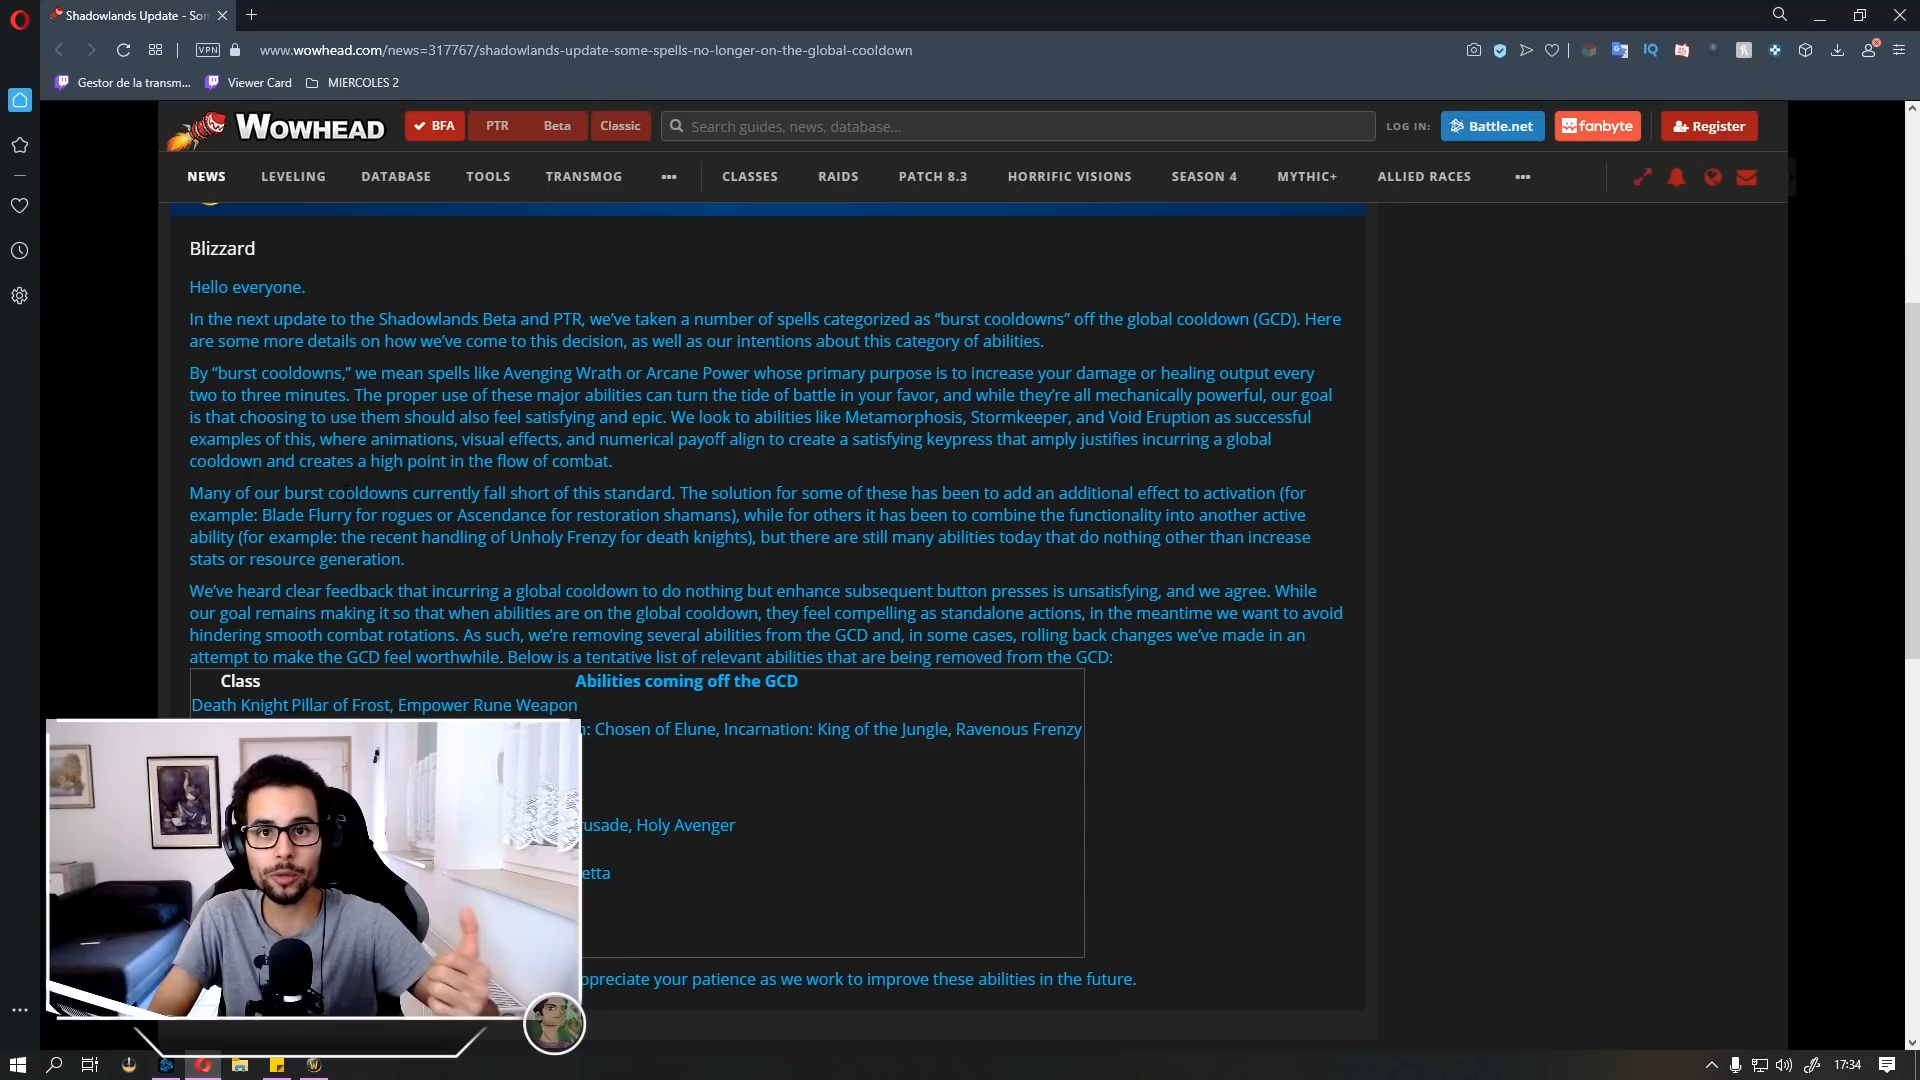 Shadowlands Update - Son
VPN
www.wowhead.com/news=317767/shadowlands-update-some-spells-no-longer-on-the-global-cooldown
IQ
Gestor de la transm...
Viewer Card
MIERCOLES 2
WOWHEAD
BFA
PTR
Beta
Classic
Search guides, news, database...
LOG IN:
Battle.net
fanbyte
Register
NEWS
LEVELING
DATABASE
TOOLS
TRANSMOG
CLASSES
RAIDS
PATCH 8.3
HORRIFIC VISIONS
SEASON 4
MYTHIC+
ALLIED RACES
Blizzard
Hello everyone.
In the next update to the Shadowlands Beta and PTR, we've taken a number of spells categorized as “burst cooldowns” off the global cooldown (GCD). Here
are some more details on how we've come to this decision, as well as our intentions about this category of abilities.
By “burst cooldowns,” we mean spells like Avenging Wrath or Arcane Power whose primary purpose is to increase your damage or healing output every
two to three minutes. The proper use of these major abilities can turn the tide of battle in your favor, and while they're all mechanically powerful, our goal
is that choosing to use them should also feel satisfying and epic. We look to abilities like Metamorphosis, Stormkeeper, and Void Eruption as successful
examples of this, where animations, visual effects, and numerical payoff align to create a satisfying keypress that amply justifies incurring a global
cooldown and creates a high point in the flow of combat.
Many of our burst cooldowns currently fall short of this standard. The solution for some of these has been to add an additional effect to activation (for
example: Blade Flurry for rogues or Ascendance for restoration shamans), while for others it has been to combine the functionality into another active
ability (for example: the recent handling of Unholy Frenzy for death knights), but there are still many abilities today that do nothing other than increase
stats or resource generation.
We've heard clear feedback that incurring a global cooldown to do nothing but enhance subsequent button presses is unsatisfying, and we agree. While
our goal remains making it so that when abilities are on the global cooldown, they feel compelling as standalone actions, in the meantime we want to avoid
hindering smooth combat rotations. As such, we're removing several abilities from the GCD and, in some cases, rolling back changes we've made in an
attempt to make the GCD feel worthwhile. Below is a tentative list of relevant abilities that are being removed from the GCD:
Class Abilities coming off the GCD
Death Knight Pillar of Frost, Empower Rune Weapon
n: Chosen of Elune, Incarnation: King of the Jungle, Ravenous Frenzy
usade, Holy Avenger
etta
ppreciate your patience as we work to improve these abilities in the future.
17:34